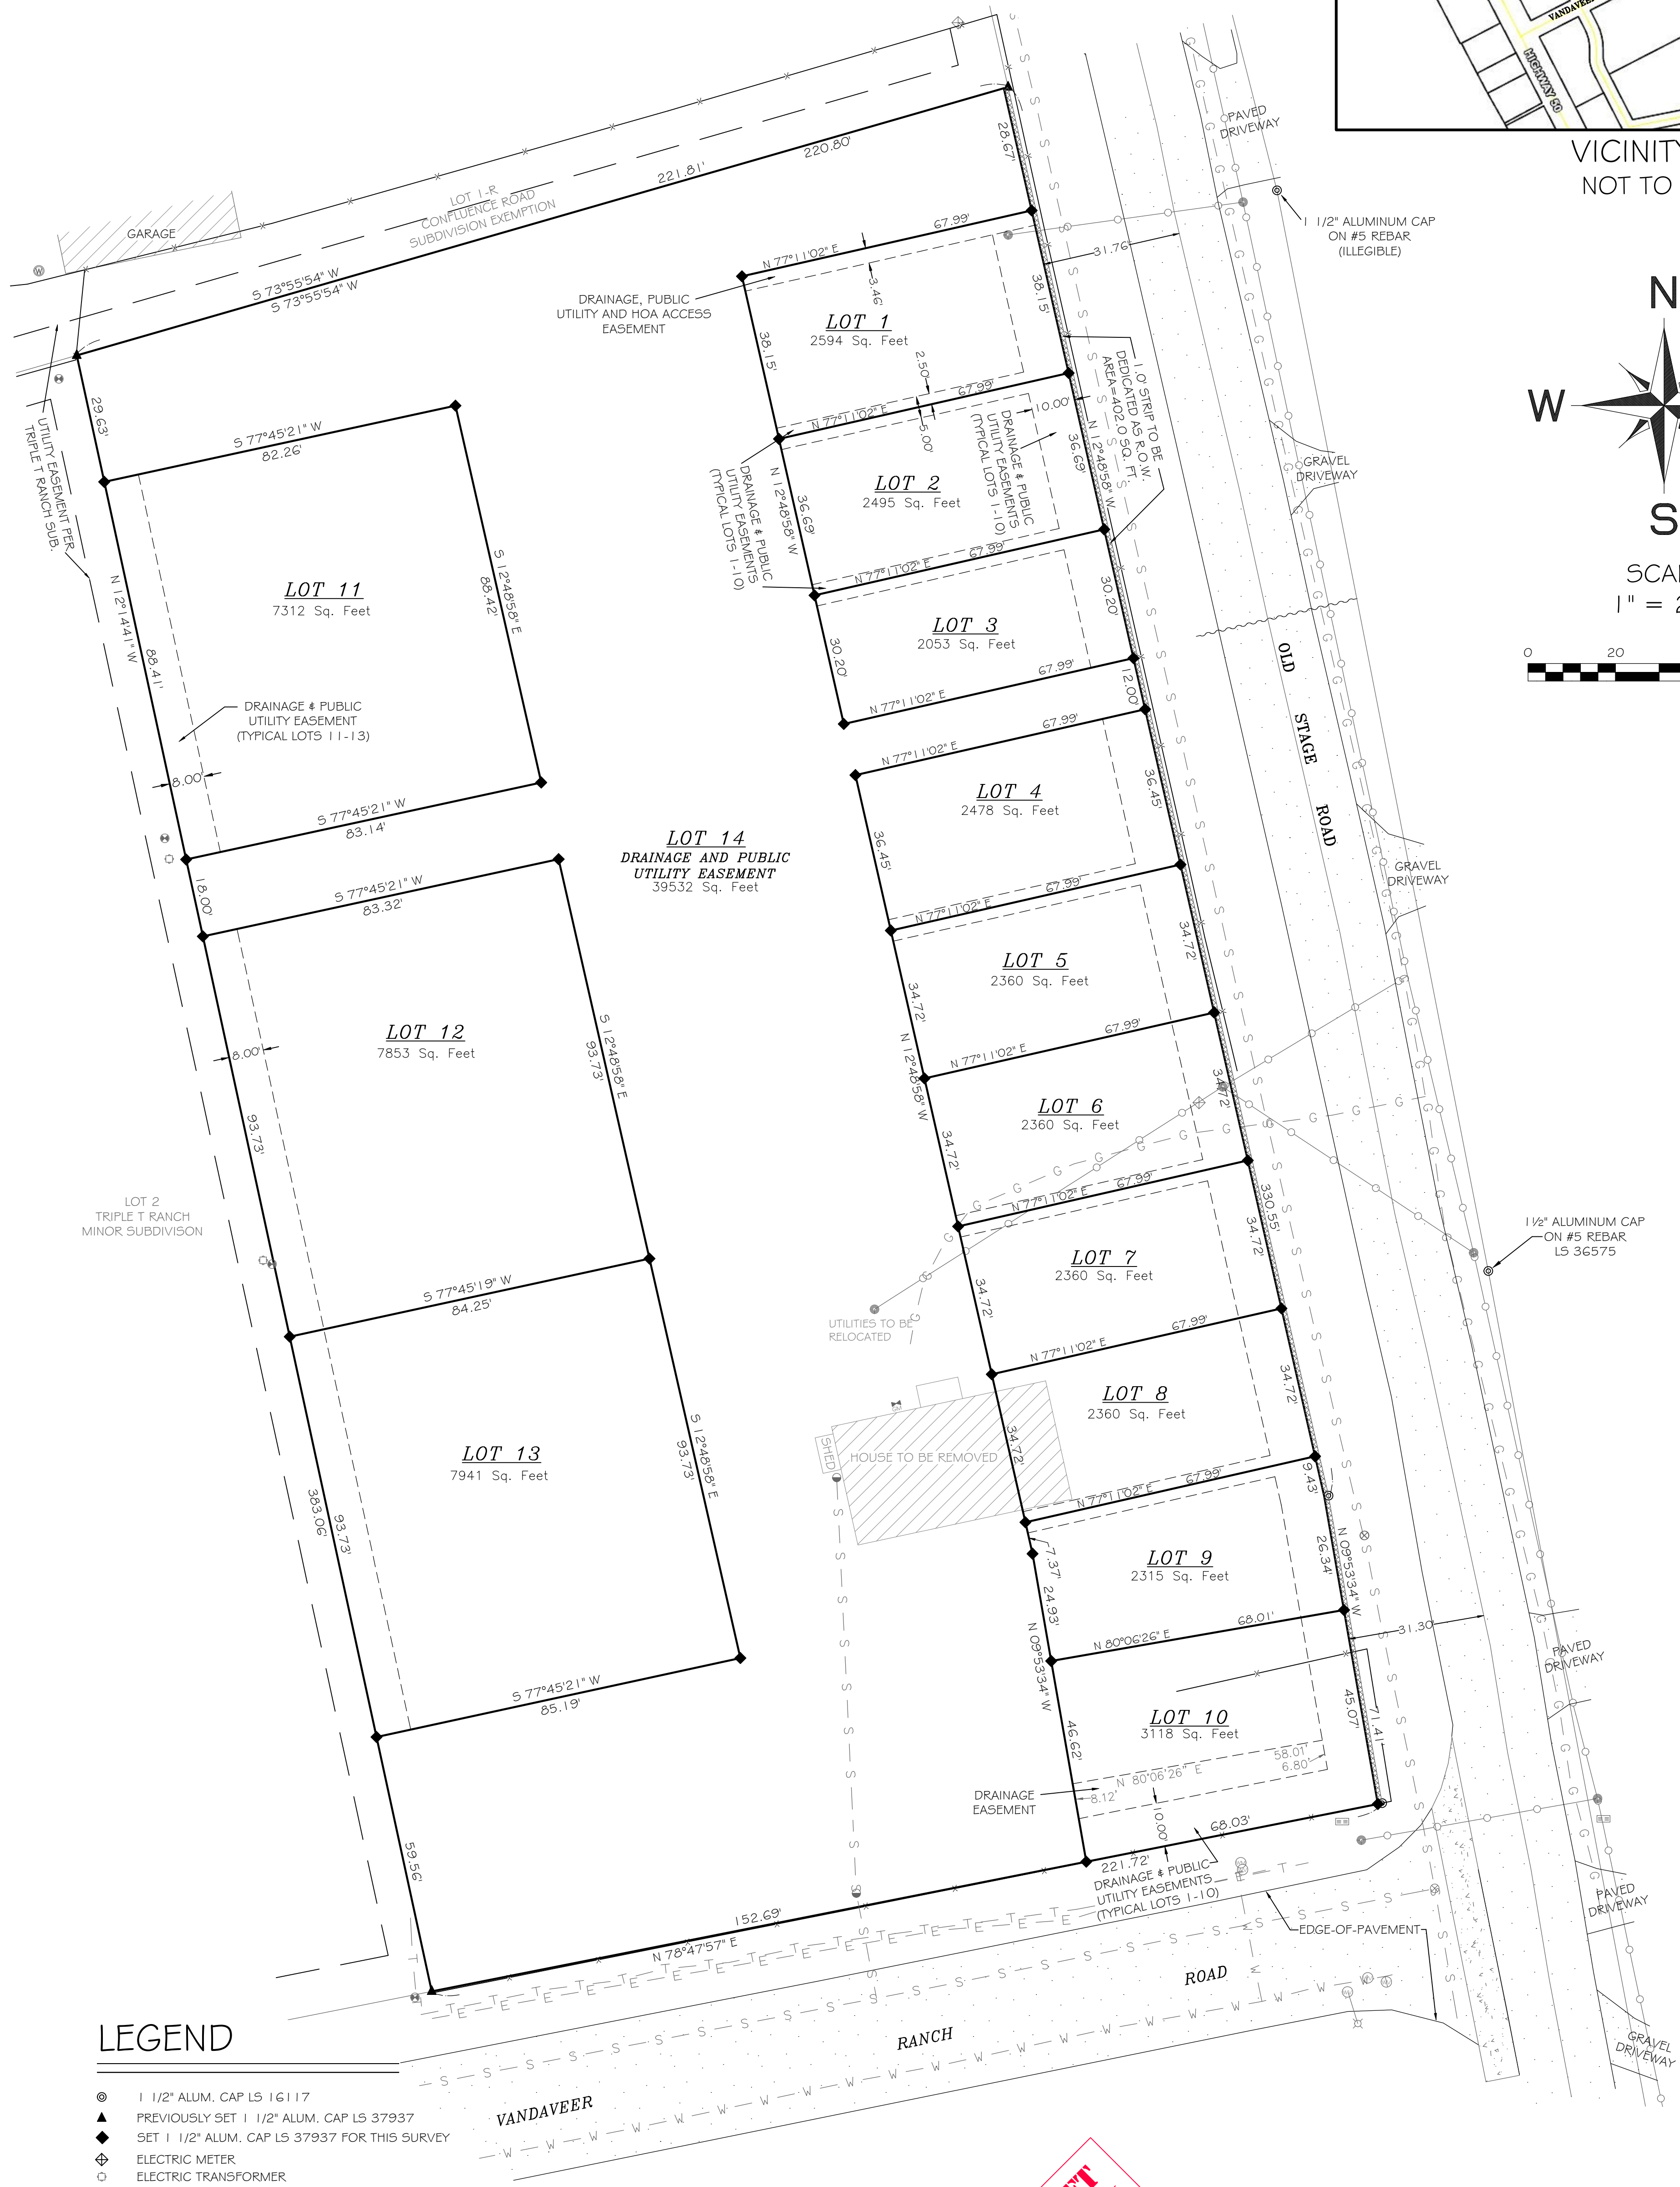 VANDAVEER
HIGHWAY 50
VICINITY
NOT TO
1 1/2" ALUMINUM CAP
ON #5 REBAR
(ILLEGIBLE)
N
W
S
1" = 2
0 20
PAVED
DRIVEWAY
GARAGE
LOT 1-R
CONFLUENCE ROAD
SUBDIVISION EXEMPTION
221.81'
220.80'
S 73°55'54" W
S 73°55'54" W
28.67'
29.63'
UTILITY EASEMENT PER
TRIPLE T RANCH SUB.
DRAINAGE, PUBLIC
UTILITY AND HOA ACCESS
EASEMENT
N 77°11'02" E
67.99'
3.46'
LOT 1
2594 Sq. Feet
38.15'
38.15'
31.76'
2.50'
67.99'
N 77°11'02" E
5.00'
10.00'
1.0' STRIP TO BE
DEDICATED AS R.O.W.
AREA=402.0 SQ. FT.
N 12°48'58" W
DRAINAGE & PUBLIC
UTILITY EASEMENTS
(TYPICAL LOTS 1-10)
DRAINAGE & PUBLIC
UTILITY EASEMENTS
(TYPICAL LOTS 1-10)
LOT 2
2495 Sq. Feet
N 12°48'58" W
36.69'
36.69'
67.99'
N 77°11'02" E
LOT 3
2053 Sq. Feet
30.20'
30.20'
67.99'
N 77°11'02" E
12.00'
67.99'
N 77°11'02" E
LOT 4
2478 Sq. Feet
36.45'
36.45'
67.99'
N 77°11'02" E
LOT 5
2360 Sq. Feet
34.72'
34.72'
N 12°48'58" W
67.99'
N 77°11'02" E
LOT 6
2360 Sq. Feet
34.72'
34.72'
67.99'
N 77°11'02" E
330.55'
LOT 7
2360 Sq. Feet
34.72'
34.72'
67.99'
N 77°11'02" E
LOT 8
2360 Sq. Feet
34.72'
34.72'
67.99'
N 77°11'02" E
9.43'
LOT 9
2315 Sq. Feet
7.37'
24.93'
26.34'
N 09°53'34" W
N 09°53'34" W
68.01'
N 80°06'26" E
31.30'
LOT 10
3118 Sq. Feet
46.62'
45.07'
71.41'
58.01'
6.80'
N 80°06'26" E
8.12'
10.00'
DRAINAGE
EASEMENT
68.03'
221.72'
DRAINAGE & PUBLIC
UTILITY EASEMENTS
(TYPICAL LOTS 1-10)
S 77°45'21" W
82.26'
LOT 11
7312 Sq. Feet
S 12°48'58" E
88.42'
N 12°14'41" W
88.41'
DRAINAGE & PUBLIC
UTILITY EASEMENT
(TYPICAL LOTS 11-13)
8.00'
S 77°45'21" W
83.14'
18.00'
S 77°45'21" W
83.32'
LOT 14
DRAINAGE AND PUBLIC
UTILITY EASEMENT
39532 Sq. Feet
LOT 12
7853 Sq. Feet
8.00'
S 12°48'58" E
93.73'
93.73'
S 77°45'19" W
84.25'
LOT 2
TRIPLE T RANCH
MINOR SUBDIVISON
LOT 13
7941 Sq. Feet
S 12°48'58" E
93.73'
93.73'
383.06'
S 77°45'21" W
85.19'
59.56'
152.69'
N 78°47'57" E
UTILITIES TO BE
RELOCATED
SHED
HOUSE TO BE REMOVED
OLD STAGE ROAD
GRAVEL
DRIVEWAY
GRAVEL
DRIVEWAY
1 1/2" ALUMINUM CAP
ON #5 REBAR
LS 36575
PAVED
DRIVEWAY
PAVED
DRIVEWAY
GRAVEL
DRIVEWAY
EDGE-OF-PAVEMENT
VANDAVEER RANCH ROAD
LEGEND
1 1/2" ALUM. CAP LS 16117
PREVIOUSLY SET 1 1/2" ALUM. CAP LS 37937
SET 1 1/2" ALUM. CAP LS 37937 FOR THIS SURVEY
ELECTRIC METER
ELECTRIC TRANSFORMER